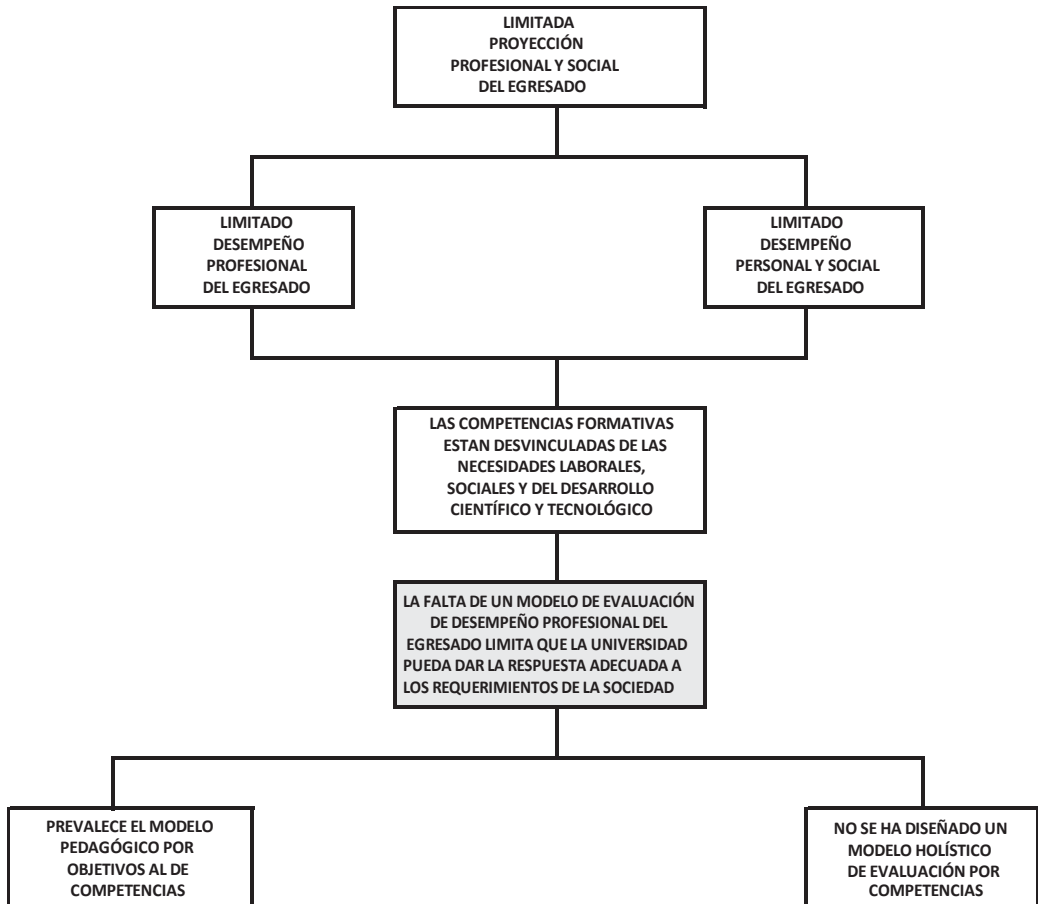 LIMITADA
PROYECCIÓN
PROFESIONAL Y SOCIAL
DEL EGRESADO
LIMITADO
DESEMPEÑO
PROFESIONAL
DEL EGRESADO
LIMITADO
DESEMPEÑO
PERSONAL Y SOCIAL
DEL EGRESADO
LAS COMPETENCIAS FORMATIVAS
ESTAN DESVINCULADAS DE LAS
NECESIDADES LABORALES,
SOCIALES Y DEL DESARROLLO
CIENTÍFICO Y TECNOLÓGICO
LA FALTA DE UN MODELO DE EVALUACIÓN
DE DESEMPEÑO PROFESIONAL DEL
EGRESADO LIMITA QUE LA UNIVERSIDAD
PUEDA DAR LA RESPUESTA ADECUADA A
LOS REQUERIMIENTOS DE LA SOCIEDAD
PREVALECE EL MODELO
PEDAGÓGICO POR
OBJETIVOS AL DE
COMPETENCIAS
NO SE HA DISEÑADO UN
MODELO HOLÍSTICO
DE EVALUACIÓN POR
COMPETENCIAS